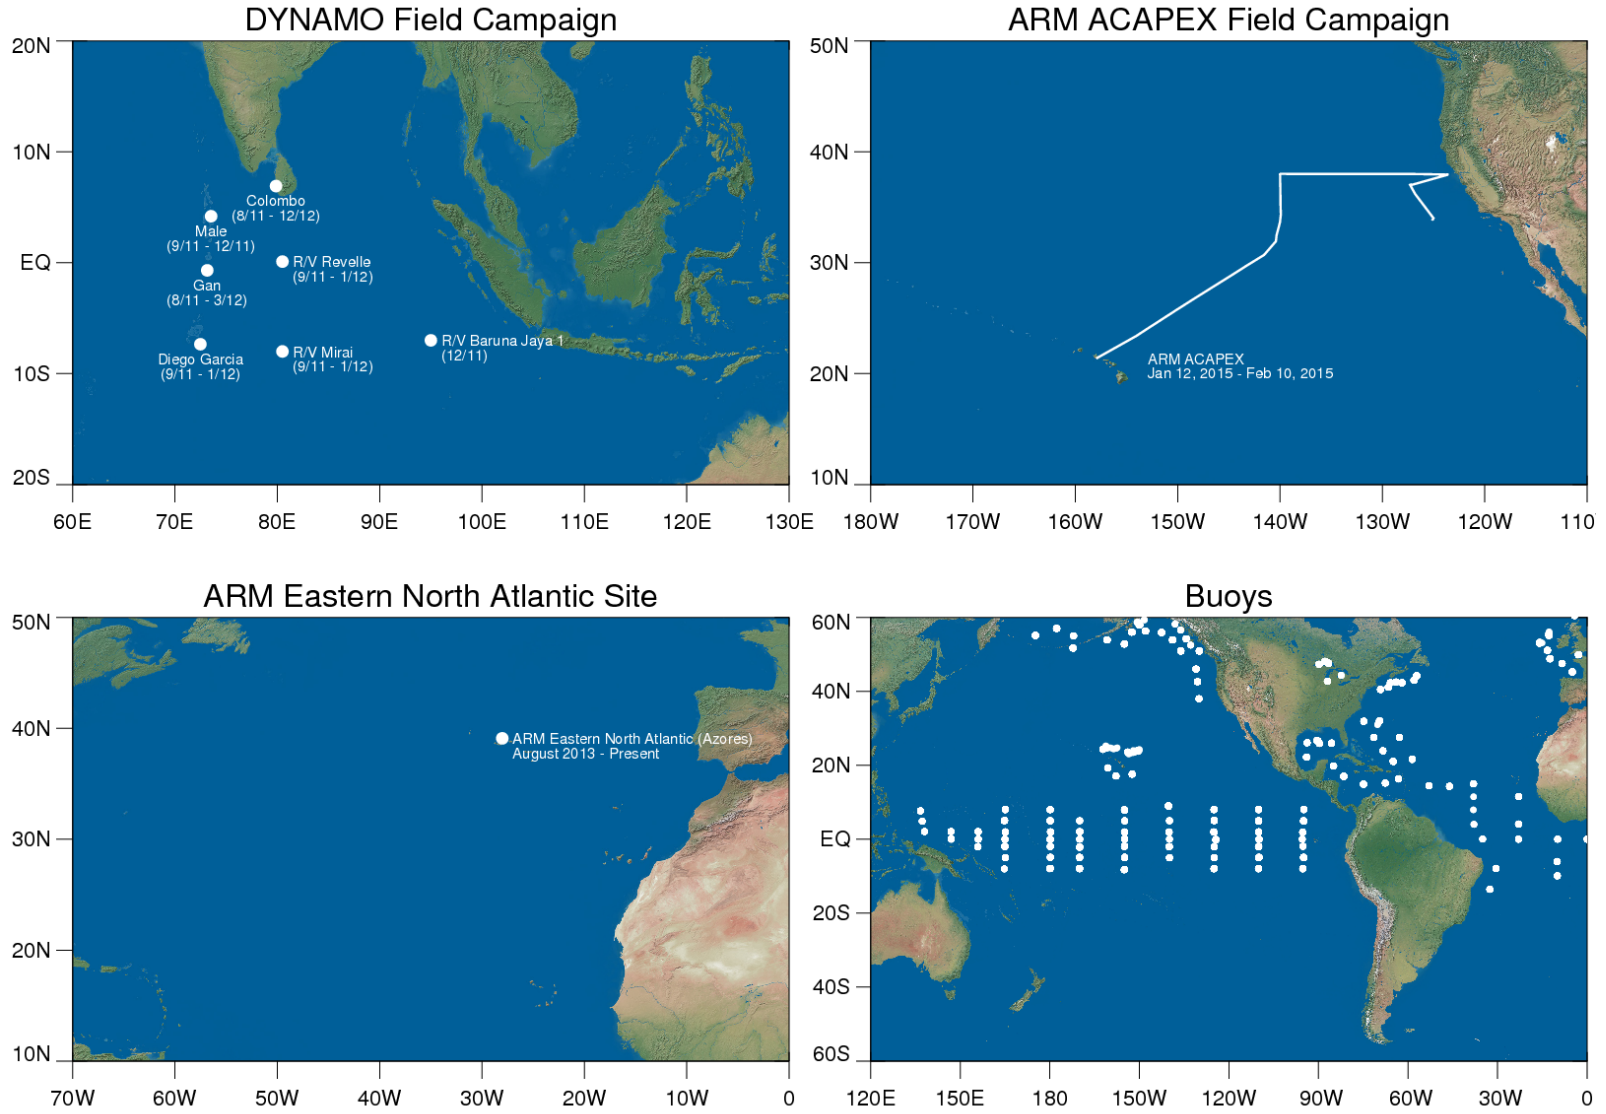 DYNAMO Field Campaign
20N
10N
EQ
10S
20S
60E 70E 80E 90E 100E 110E 120E 130E
Colombo
(8/11 - 12/12)
Male
(9/11 - 12/11)
R/V Revelle
(9/11 - 1/12)
Gan
(8/11 - 3/12)
Diego Garcia
(9/11 - 1/12)
R/V Mirai
(9/11 - 1/12)
R/V Baruna Jaya 1
(12/11)
ARM ACAPEX Field Campaign
50N
40N
30N
20N
10N
180W 170W 160W 150W 140W 130W 120W 110
ARM ACAPEX
Jan 12, 2015 - Feb 10, 2015
ARM Eastern North Atlantic Site
50N
40N
30N
20N
10N
70W 60W 50W 40W 30W 20W 10W 0
ARM Eastern North Atlantic (Azores)
August 2013 - Present
Buoys
60N
40N
20N
EQ
20S
40S
60S
120E 150E 180 150W 120W 90W 60W 30W 0